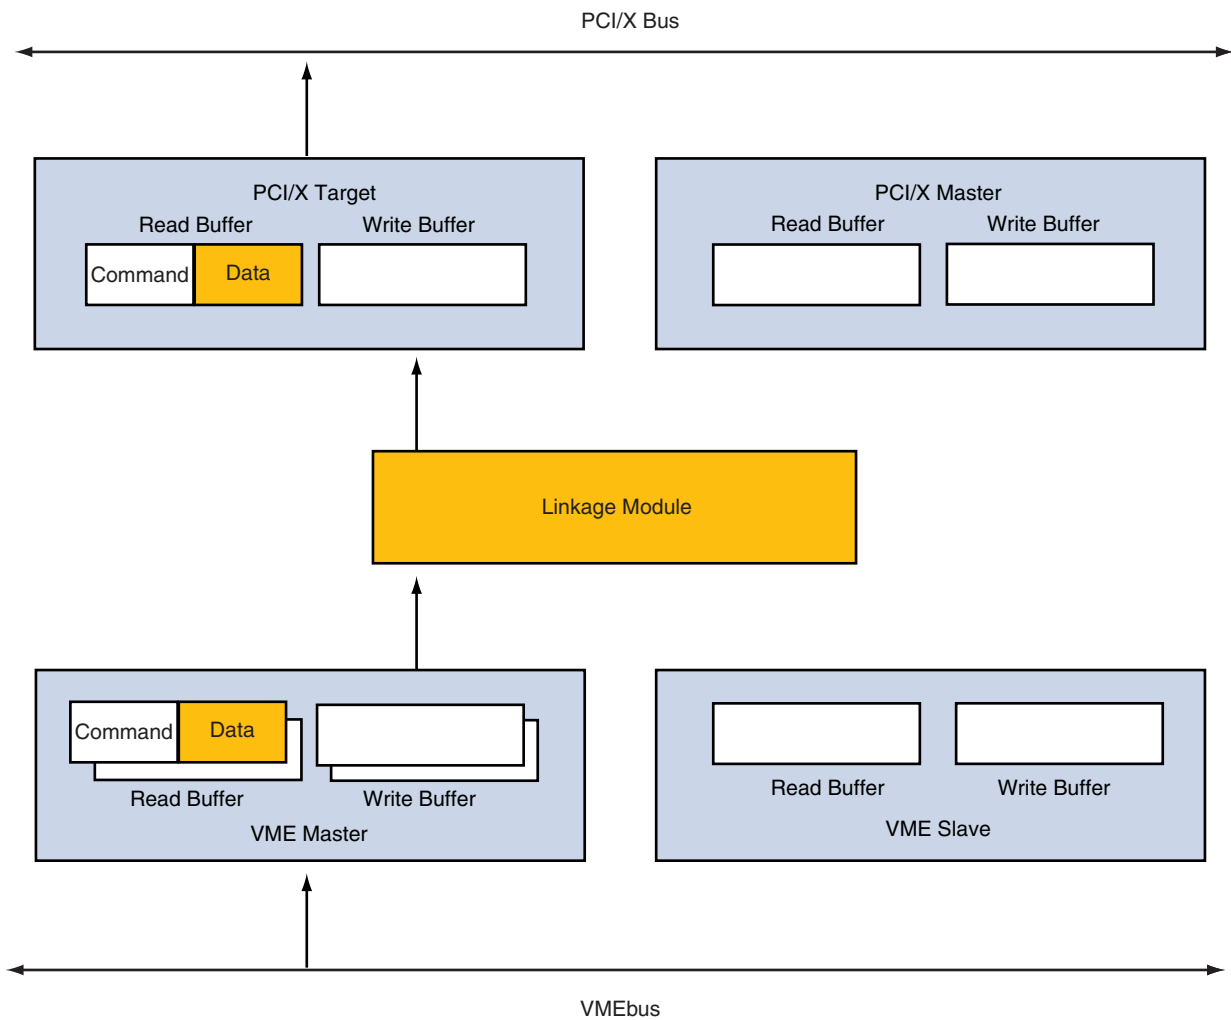 PCI/X Bus
PCI/X Target
Read Buffer
Write Buffer
Command
Data
PCI/X Master
Read Buffer
Write Buffer
Linkage Module
Command
Data
Read Buffer
Write Buffer
VME Master
Read Buffer
Write Buffer
VME Slave
VMEbus